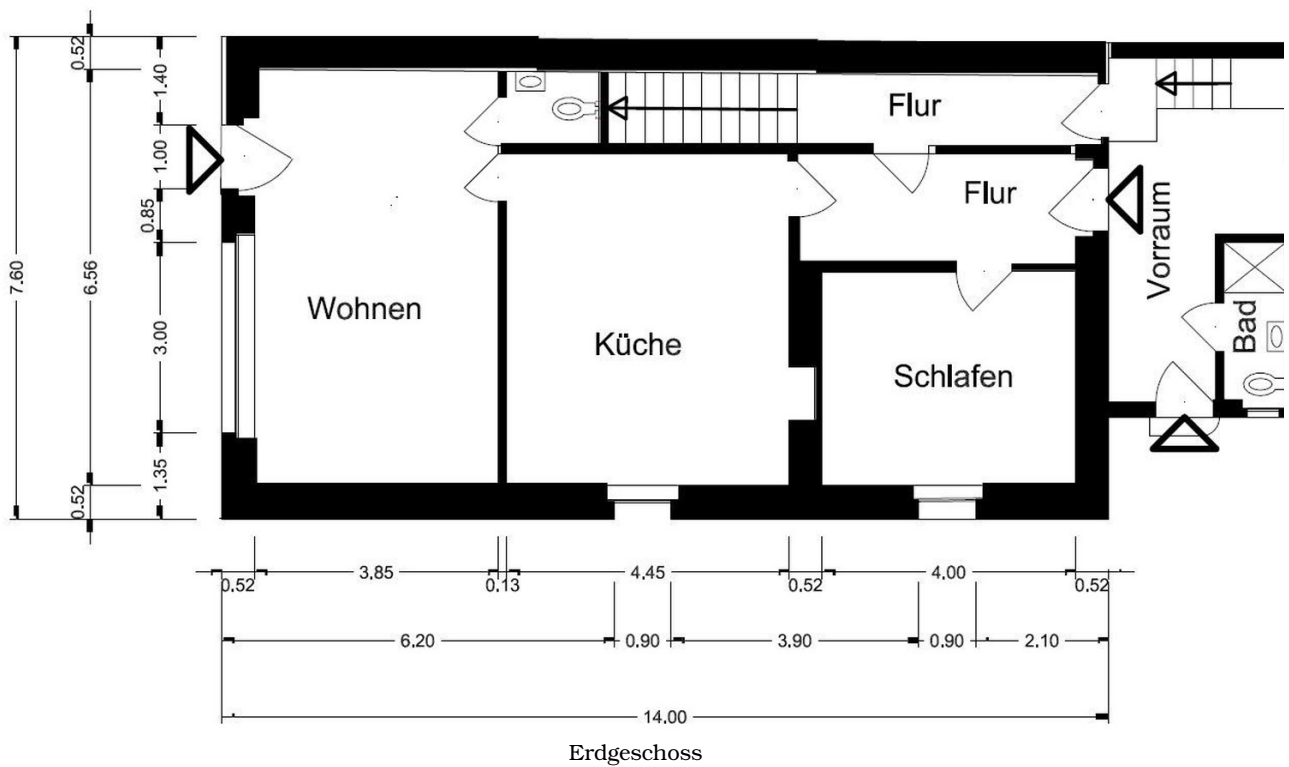 0.52
1.40
1.00
0.85
3.00
1.35
6.56
7.60
0.52
Flur
Flur
Vorraum
Bad
Wohnen
Küche
Schlafen
0.52
3.85
0.13
4.45
0.52
4.00
0.52
6.20
0.90
3.90
0.90
2.10
14.00
Erdgeschoss